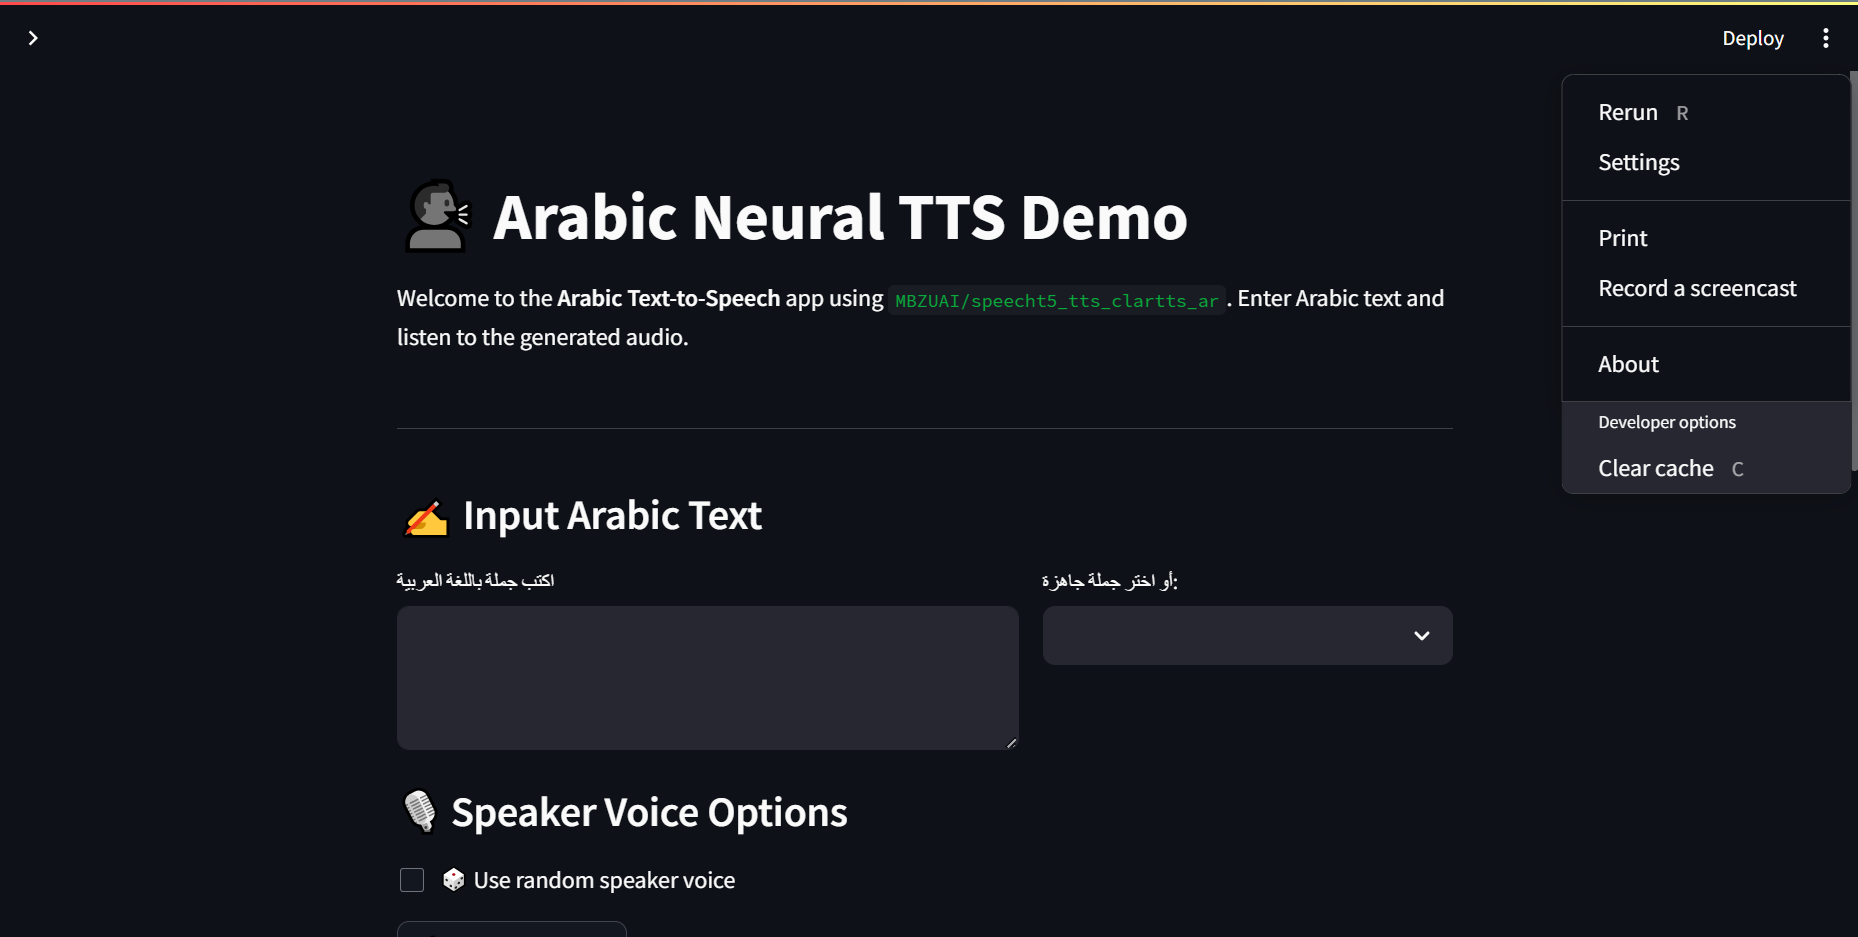 Deploy
Rerun R
Settings
Print
Record a screencast
About
Developer options
Clear cache C
Arabic Neural TTS Demo
Welcome to the Arabic Text-to-Speech app using MBZUAI/speecht5_tts_clartts_ar. Enter Arabic text and
listen to the generated audio.
Input Arabic Text
اكتب جملة باللغة العربية
أو اختر جملة جاهزة:
Speaker Voice Options
Use random speaker voice